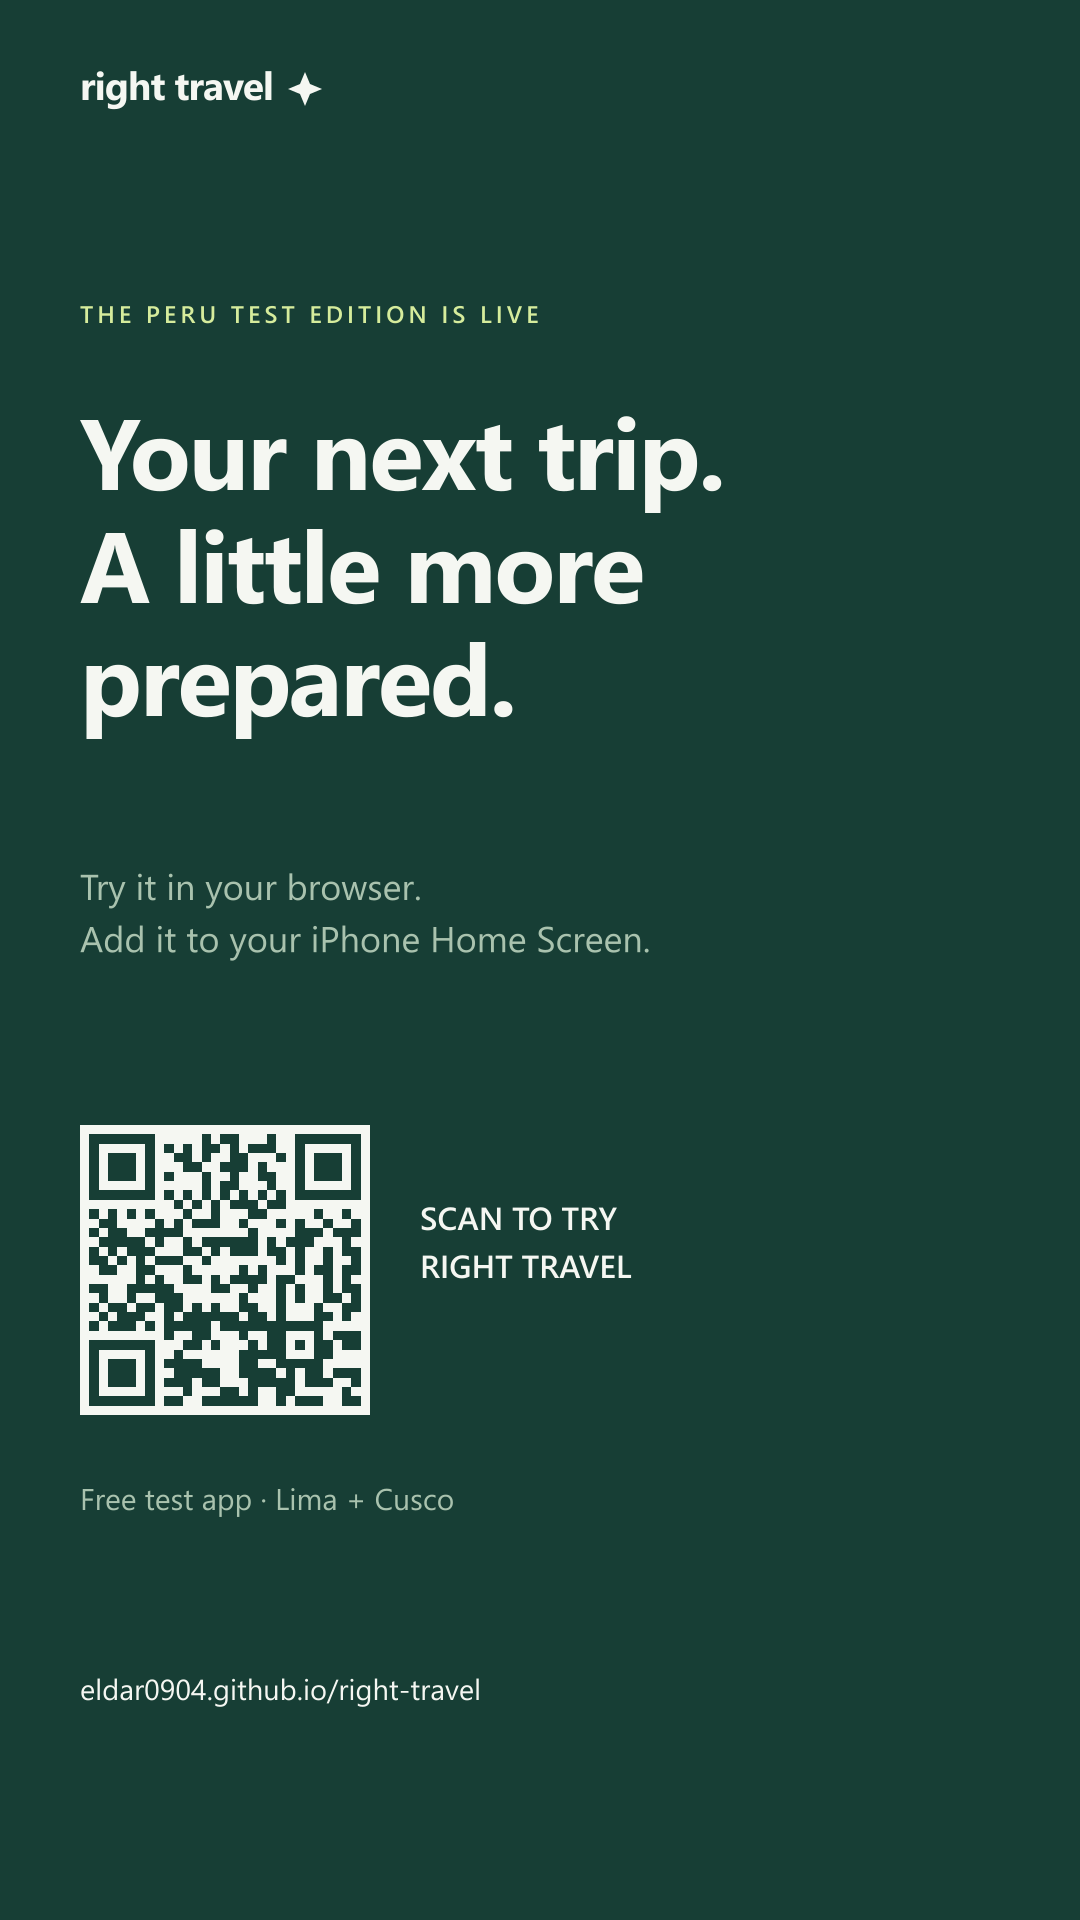 right travel
THE PERU TEST EDITION IS LIVE
Your next trip.
A little more
prepared.
Try it in your browser.
Add it to your iPhone Home Screen.
SCAN TO TRY
RIGHT TRAVEL
Free test app · Lima + Cusco
eldar0904.github.io/right-travel